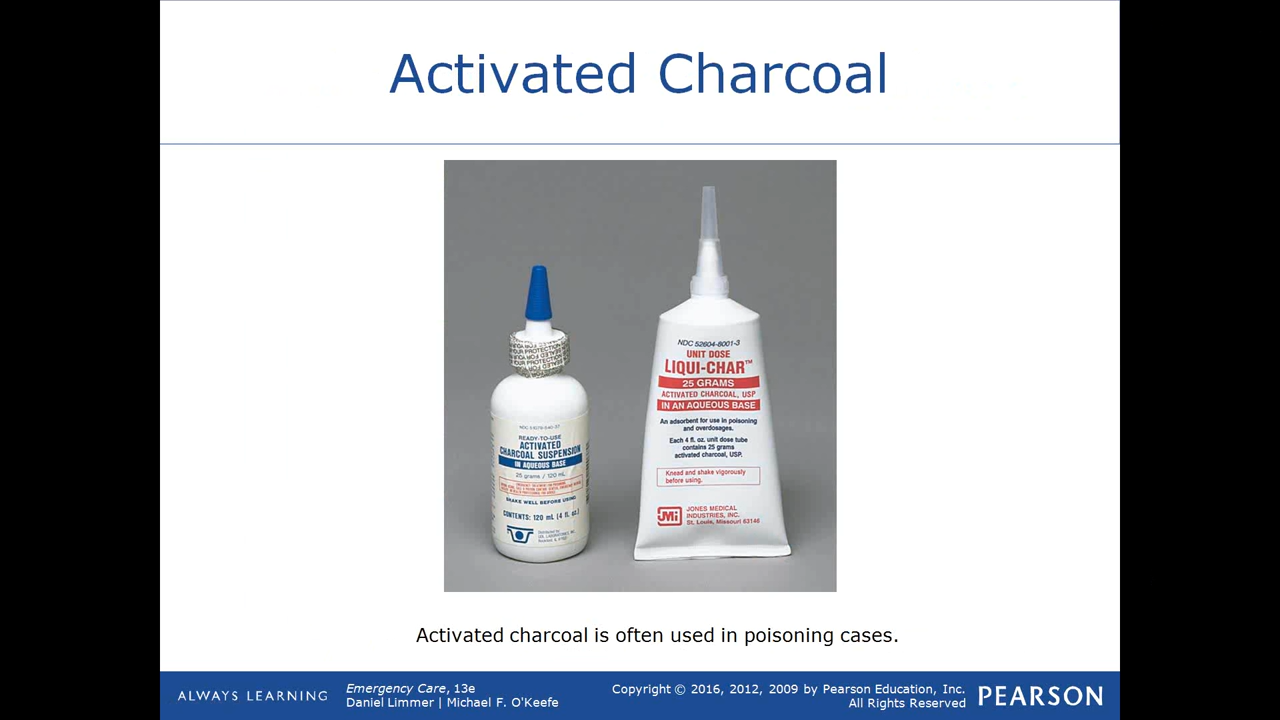 Activated Charcoal
YOUR PROTECTION
READY-TO-USE
ACTIVATED
CHARCOAL SUSPENSION
IN AQUEOUS BASE
25 grams / 120 mL
SHAKE WELL BEFORE USING
CONTENTS: 120 mL (4 fl. oz.)
NDC 52604-8001-3
UNIT DOSE
LIQUI-CHAR™
25 GRAMS
ACTIVATED CHARCOAL, USP
IN AN AQUEOUS BASE
An adsorbent for use in poisoning
and overdosages.
Each 4 fl. oz. unit dose tube
contains 25 grams
activated charcoal, USP.
Knead and shake vigorously
before using.
JMI
JONES MEDICAL
INDUSTRIES, INC.
St. Louis, Missouri 63146
Activated charcoal is often used in poisoning cases.
ALWAYS LEARNING
Emergency Care, 13e
Daniel Limmer | Michael F. O'Keefe
Copyright © 2016, 2012, 2009 by Pearson Education, Inc.
All Rights Reserved
PEARSON